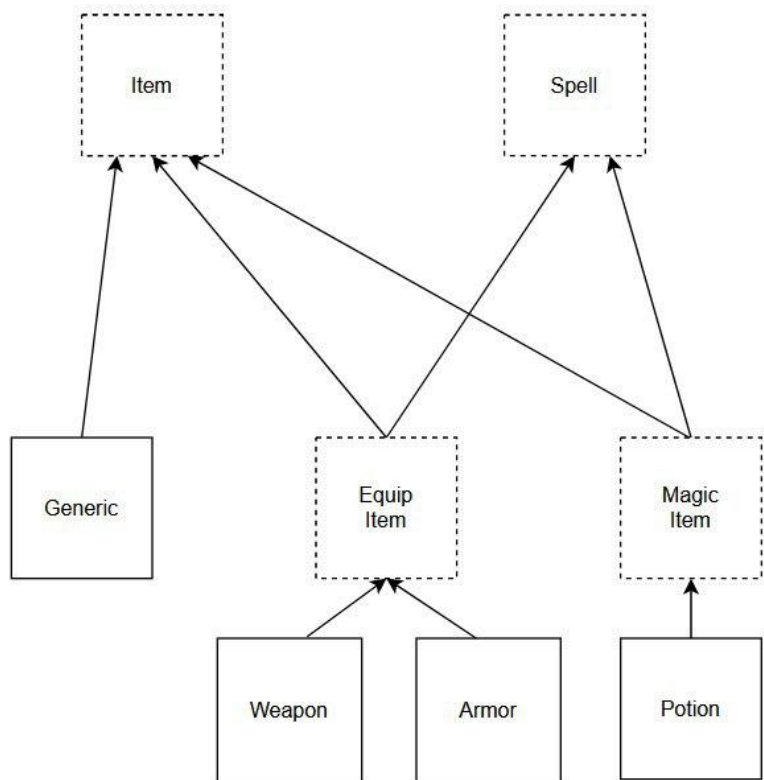 Item
Spell
Generic
Equip
Item
Magic
Item
Weapon
Armor
Potion